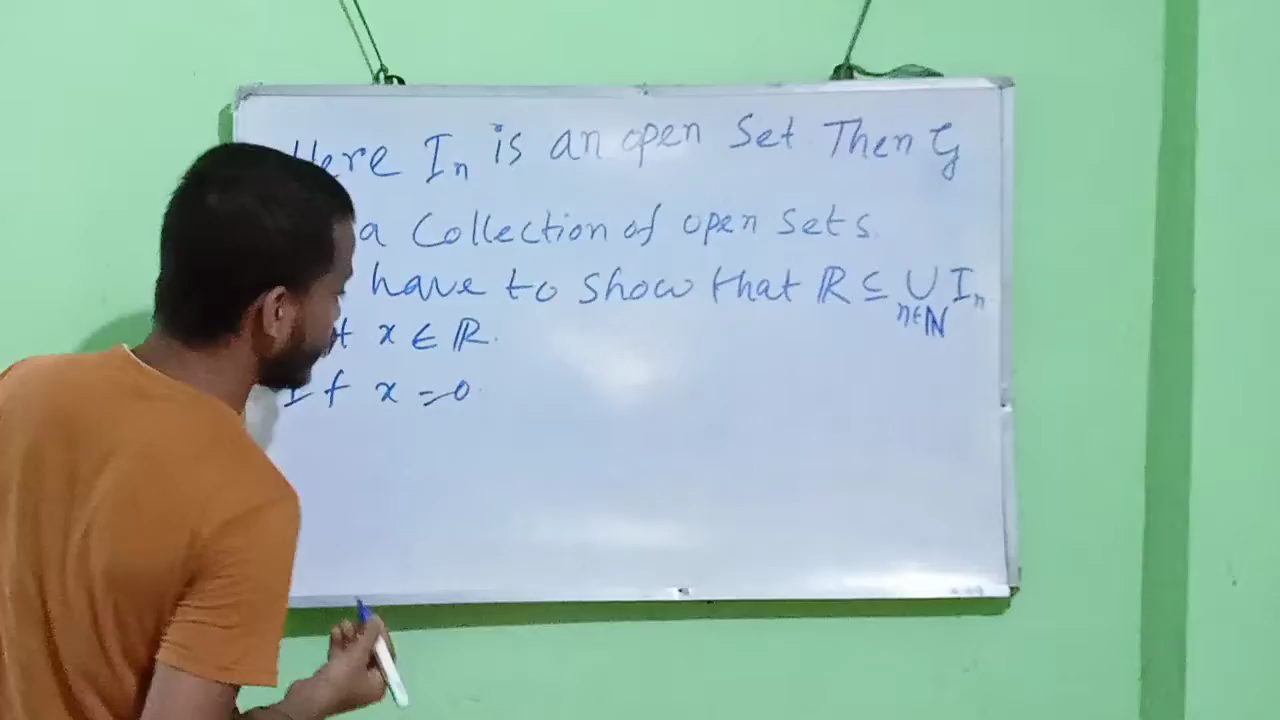 Here Iₙ is an open Set Then G
a Collection of open sets.
have to show that ℝ ⊆ ∪ Iₙ
n∈ℕ
x ∈ ℝ.
If x = 0